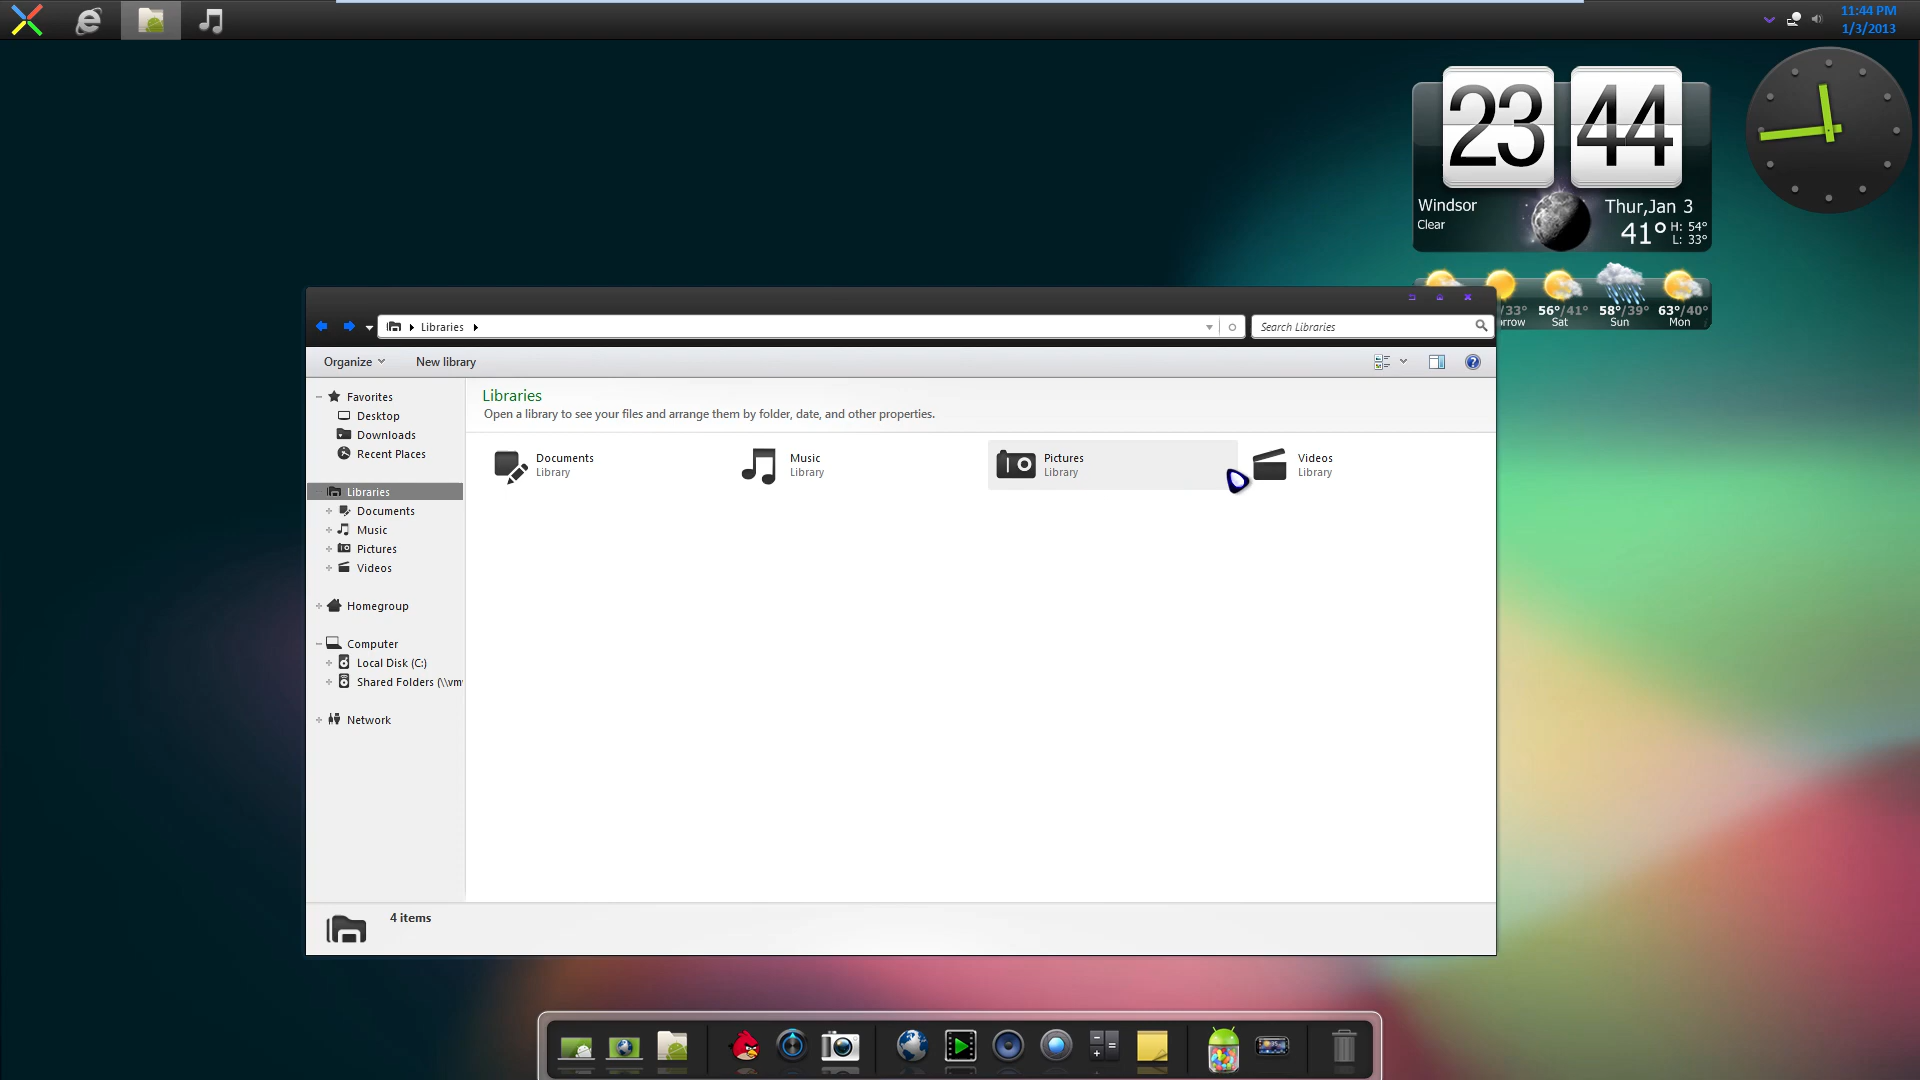 11:44 PM
1/3/2013
23 44
Windsor
Clear
Thur,Jan 3
41° H: 54°
L: 33°
/33° 56°/41° 58°/39° 63°/40°
Sat Sun Mon
Libraries
Search Libraries
Organize New library
Favorites
Desktop
Downloads
Recent Places
Libraries
Documents
Music
Pictures
Videos
Homegroup
Computer
Local Disk (C:)
Shared Folders (\\vm
Network
Libraries
Open a library to see your files and arrange them by folder, date, and other properties.
Documents
Library
Music
Library
Pictures
Library
Videos
Library
4 items